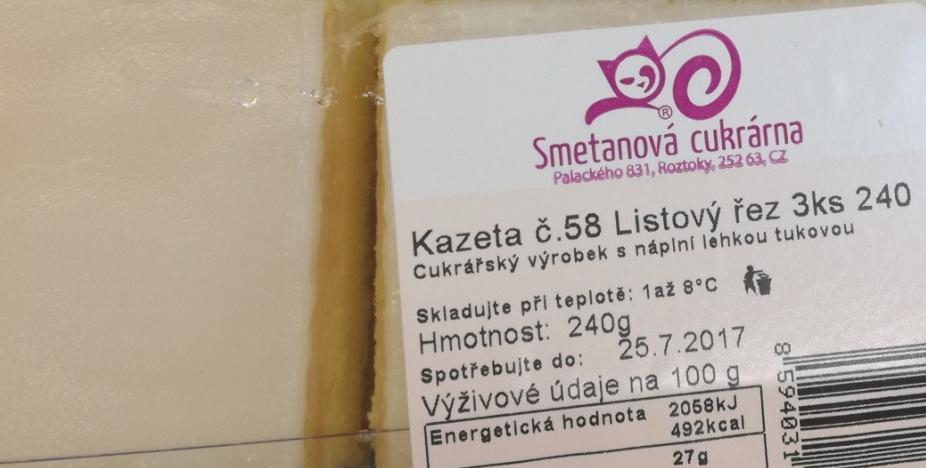 ®
Smetanová cukrárna
Palackého 831, Roztoky, 252 63, CZ
Kazeta č.58 Listový řez 3ks 240
Cukrářský výrobek s náplní lehkou tukovou
Skladujte při teplotě: 1až 8°C
Hmotnost: 240g
Spotřebujte do: 25.7.2017
Výživové údaje na 100 g
Energetická hodnota 2058kJ
492kcal
27g
8 594031